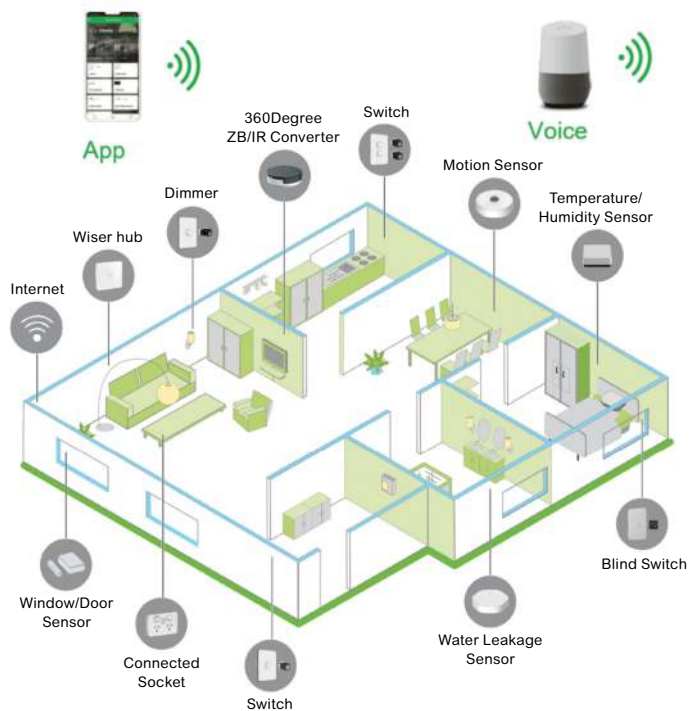 App
Voice
360Degree
ZB/IR Converter
Switch
Motion Sensor
Temperature/
Humidity Sensor
Dimmer
Wiser hub
Internet
Window/Door
Sensor
Connected
Socket
Switch
Water Leakage
Sensor
Blind Switch